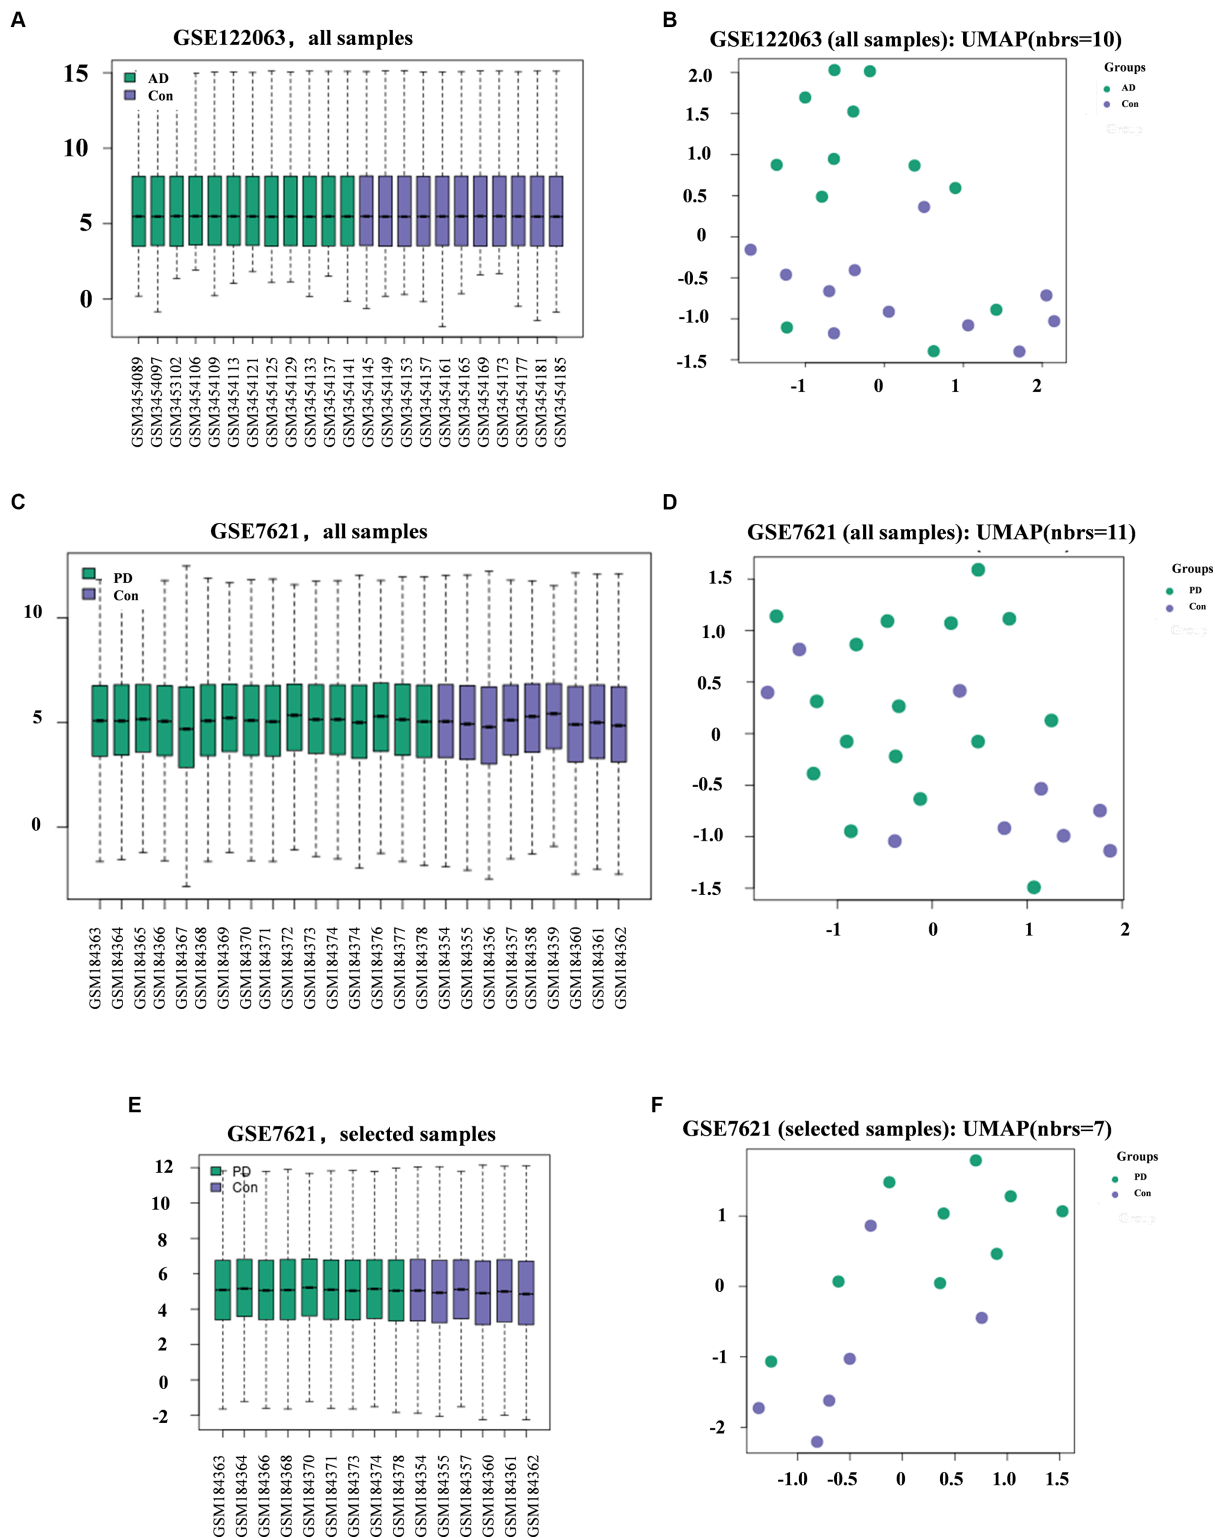 A
GSE122063, all samples
AD
Con
15
10
5
0
GSM3454089
GSM3454097
GSM3453102
GSM3454106
GSM3454109
GSM3454113
GSM3454121
GSM3454125
GSM3454129
GSM3454133
GSM3454137
GSM3454141
GSM3454145
GSM3454149
GSM3454153
GSM3454157
GSM3454161
GSM3454165
GSM3454169
GSM3454173
GSM3454177
GSM3454181
GSM3454185
B
GSE122063 (all samples): UMAP(nbrs=10)
Groups
AD
Con
Group
2.0
1.5
1.0
0.5
0
-0.5
-1.0
-1.5
-1
0
1
2
C
GSE7621, all samples
PD
Con
10
5
0
GSM184363
GSM184364
GSM184365
GSM184366
GSM184367
GSM184368
GSM184369
GSM184370
GSM184371
GSM184372
GSM184373
GSM184374
GSM184374
GSM184376
GSM184377
GSM184378
GSM184354
GSM184355
GSM184356
GSM184357
GSM184358
GSM184359
GSM184360
GSM184361
GSM184362
D
GSE7621 (all samples): UMAP(nbrs=11)
Groups
PD
Con
Group
1.5
1.0
0.5
0
-0.5
-1.0
-1.5
-1
0
1
2
E
GSE7621, selected samples
PD
Con
12
10
8
6
4
2
0
-2
GSM184363
GSM184364
GSM184366
GSM184368
GSM184370
GSM184371
GSM184373
GSM184374
GSM184378
GSM184354
GSM184355
GSM184357
GSM184360
GSM184361
GSM184362
F
GSE7621 (selected samples): UMAP(nbrs=7)
Groups
PD
Con
Group
1
0
-1
-2
-1.0
-0.5
0
0.5
1.0
1.5